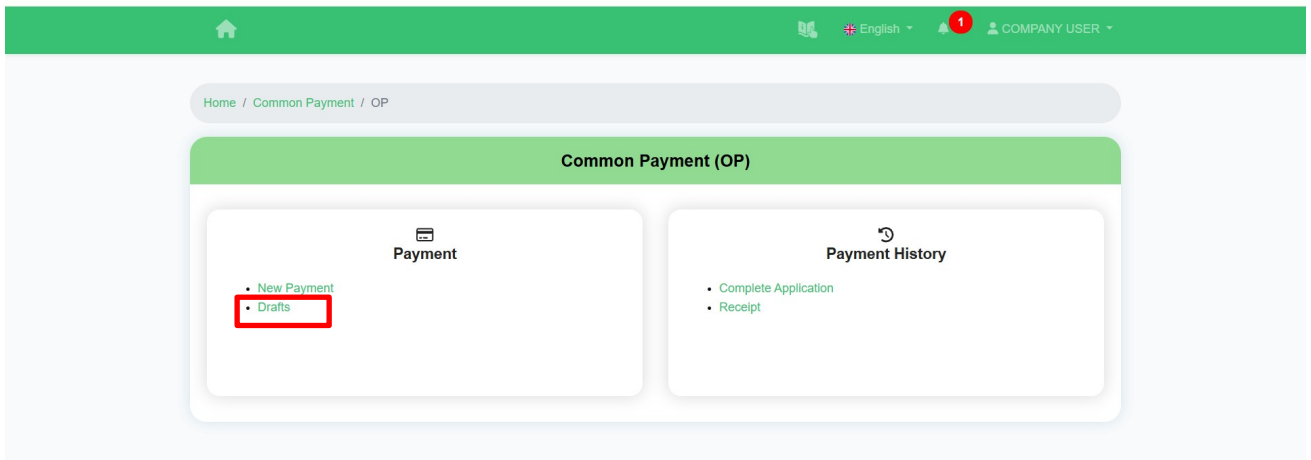 English 1 COMPANY USER
Home / Common Payment / OP
Common Payment (OP)
Payment
• New Payment
• Drafts
Payment History
• Complete Application
• Receipt